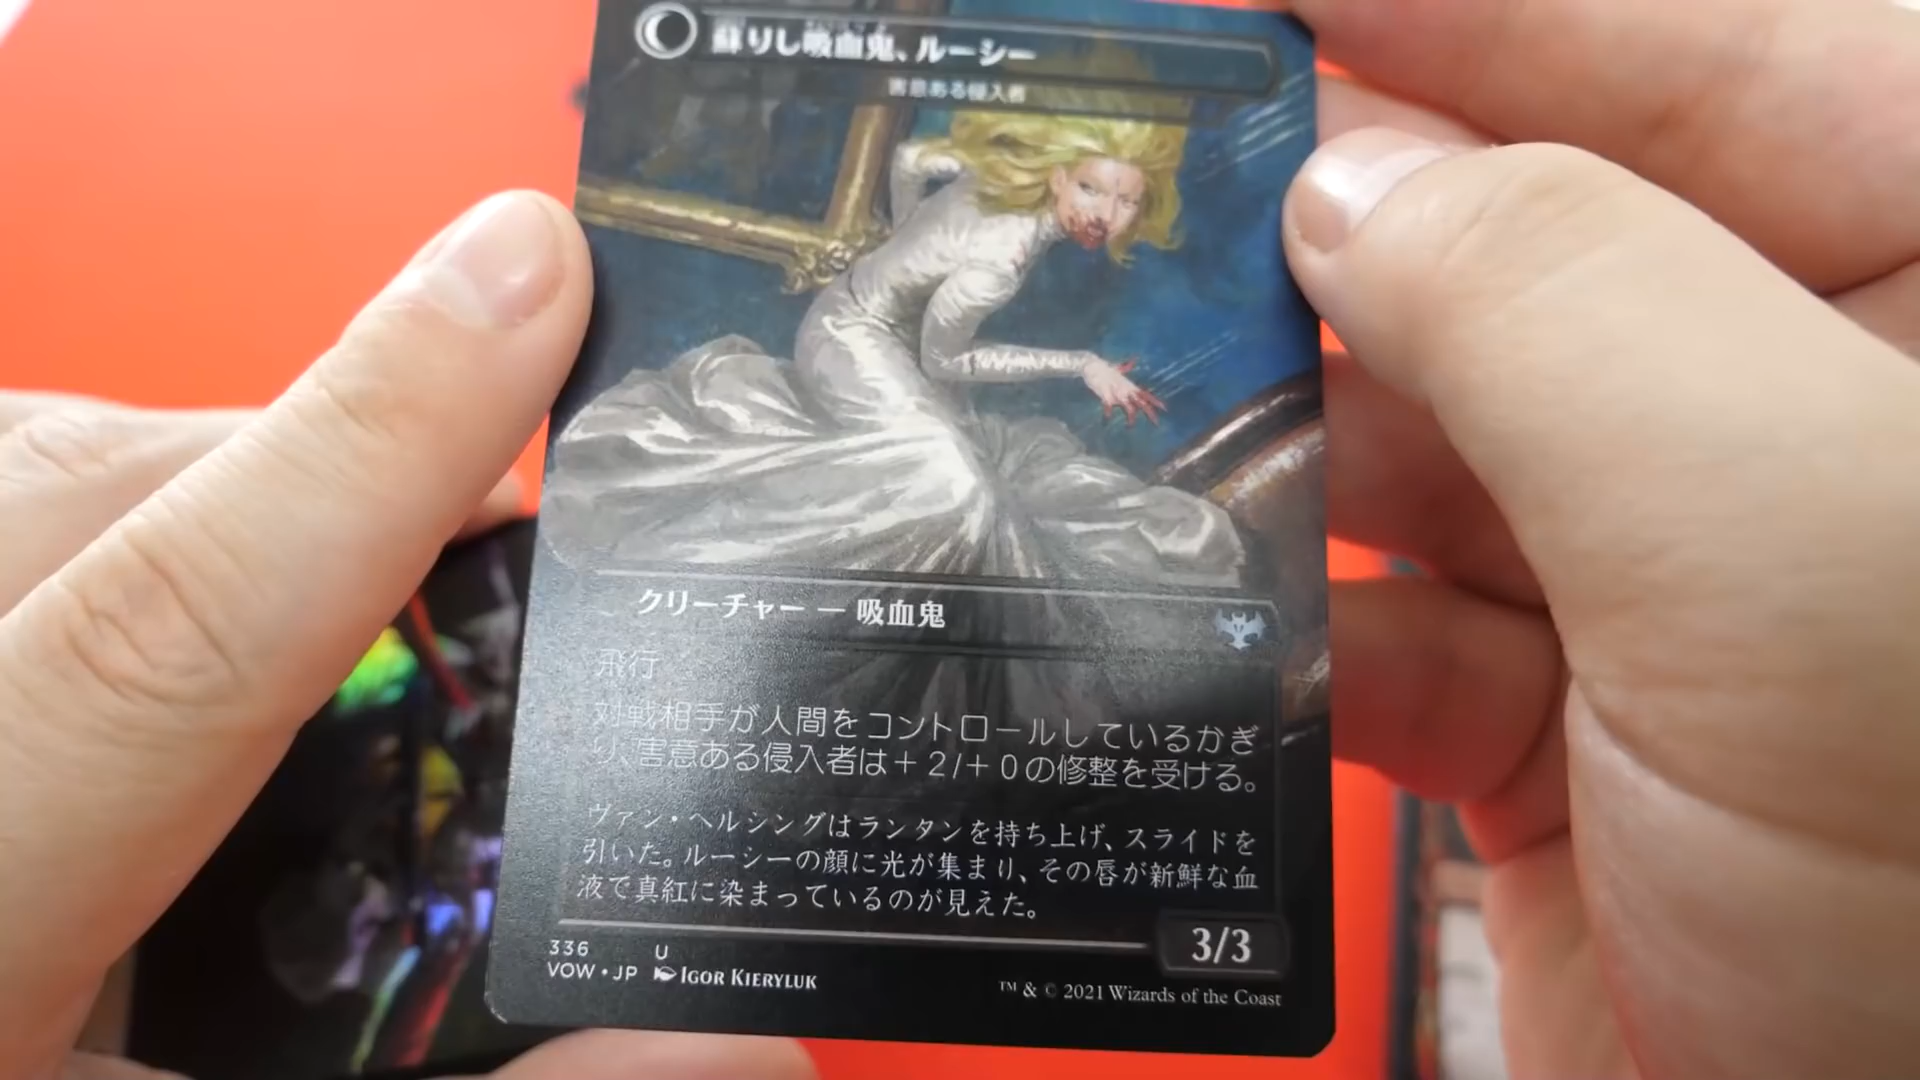 蘇りし吸血鬼、ルーシー
害意ある侵入者
クリーチャー — 吸血鬼
飛行
対戦相手が人間をコントロールしているかぎ
り、害意ある侵入者は＋２/＋０の修整を受ける。
ヴァン・ヘルシングはランタンを持ち上げ、スライドを
引いた。ルーシーの顔に光が集まり、その唇が新鮮な血
液で真紅に染まっているのが見えた。
3/3
336 U
VOW • JP IGOR KIERYLUK
™ & © 2021 Wizards of the Coast